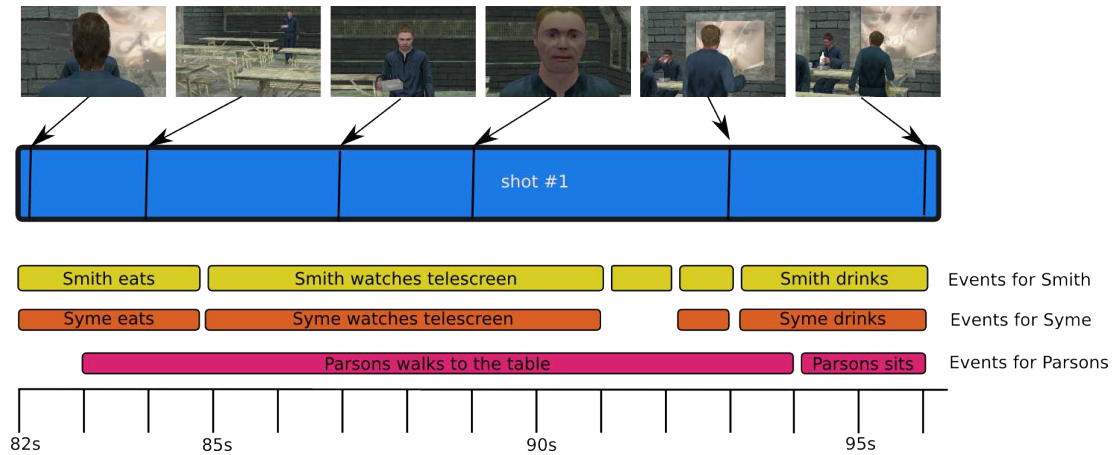 shot #1
Smith eats
Smith watches telescreen
Smith drinks
Events for Smith
Syme eats
Syme watches telescreen
Syme drinks
Events for Syme
Parsons walks to the table
Parsons sits
Events for Parsons
82s
85s
90s
95s